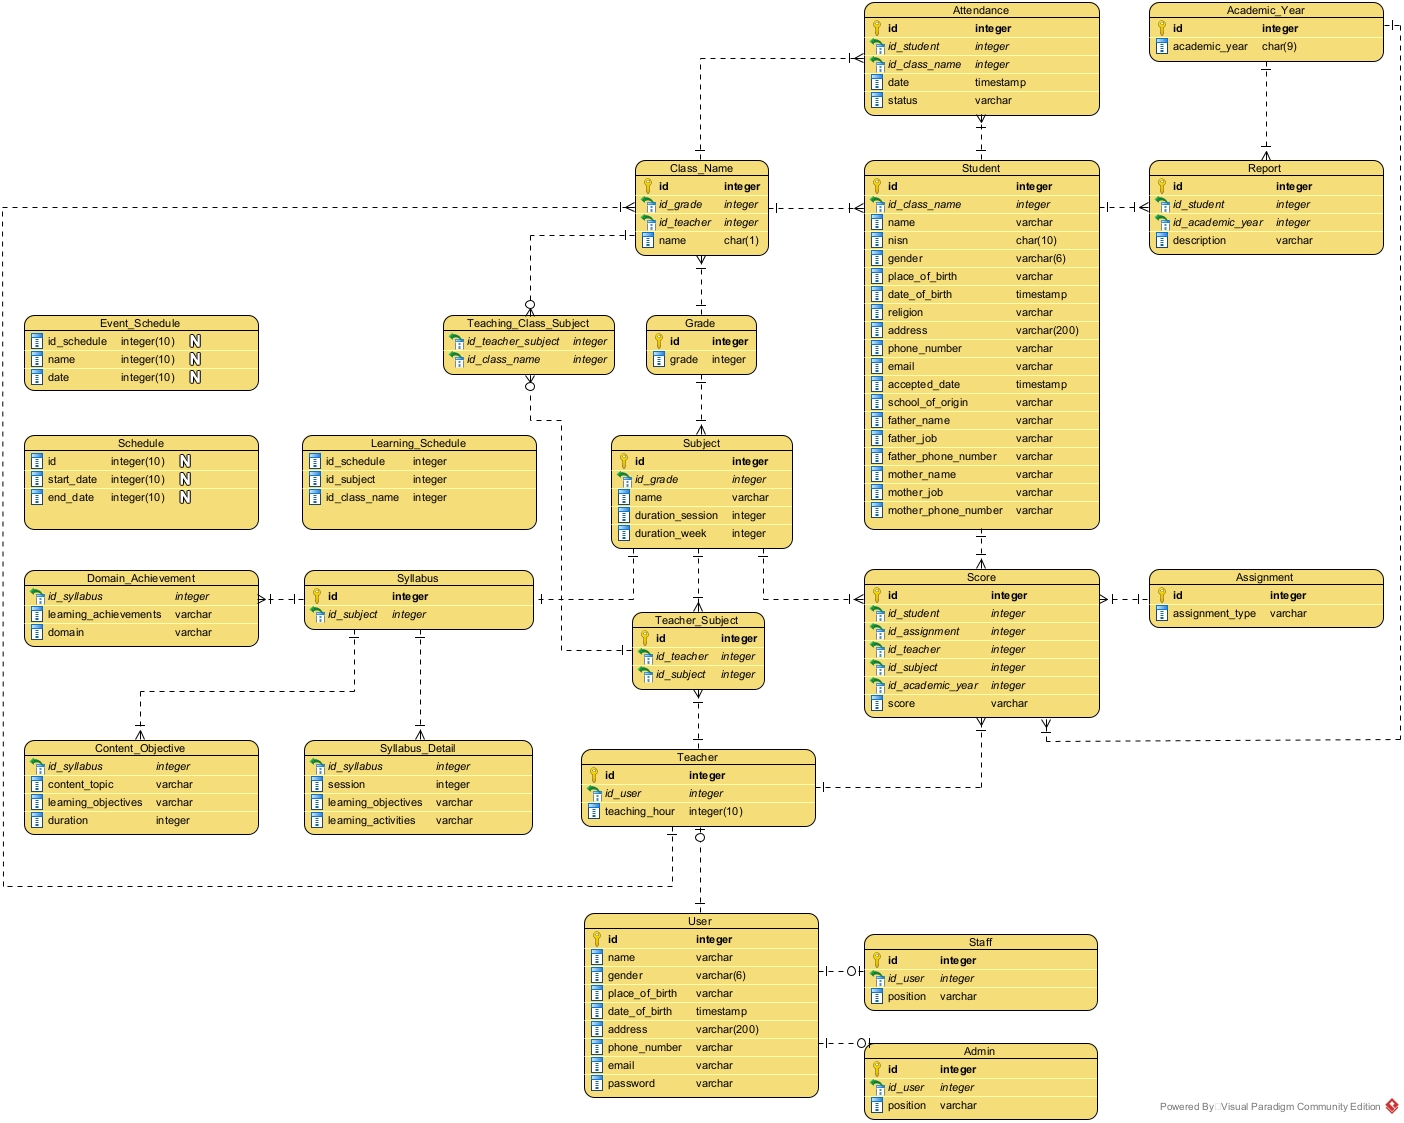 Attendance
id integer
id_student integer
id_class_name integer
date timestamp
status varchar
Academic_Year
id integer
academic_year char(9)
Class_Name
id integer
id_grade integer
id_teacher integer
name char(1)
Student
id integer
id_class_name integer
name varchar
nisn char(10)
gender varchar(6)
place_of_birth varchar
date_of_birth timestamp
religion varchar
address varchar(200)
phone_number varchar
email varchar
accepted_date timestamp
school_of_origin varchar
father_name varchar
father_job varchar
father_phone_number varchar
mother_name varchar
mother_job varchar
mother_phone_number varchar
Report
id integer
id_student integer
id_academic_year integer
description varchar
Event_Schedule
id_schedule integer(10) N
name integer(10) N
date integer(10) N
Teaching_Class_Subject
id_teacher_subject integer
id_class_name integer
Grade
id integer
grade integer
Schedule
id integer(10) N
start_date integer(10) N
end_date integer(10) N
Learning_Schedule
id_schedule integer
id_subject integer
id_class_name integer
Subject
id integer
id_grade integer
name varchar
duration_session integer
duration_week integer
Domain_Achievement
id_syllabus integer
learning_achievements varchar
domain varchar
Syllabus
id integer
id_subject integer
Teacher_Subject
id integer
id_teacher integer
id_subject integer
Score
id integer
id_student integer
id_assignment integer
id_teacher integer
id_subject integer
id_academic_year integer
score varchar
Assignment
id integer
assignment_type varchar
Content_Objective
id_syllabus integer
content_topic varchar
learning_objectives varchar
duration integer
Syllabus_Detail
id_syllabus integer
session integer
learning_objectives varchar
learning_activities varchar
Teacher
id integer
id_user integer
teaching_hour integer(10)
User
id integer
name varchar
gender varchar(6)
place_of_birth varchar
date_of_birth timestamp
address varchar(200)
phone_number varchar
email varchar
password varchar
Staff
id integer
id_user integer
position varchar
Admin
id integer
id_user integer
position varchar
Powered By Visual Paradigm Community Edition